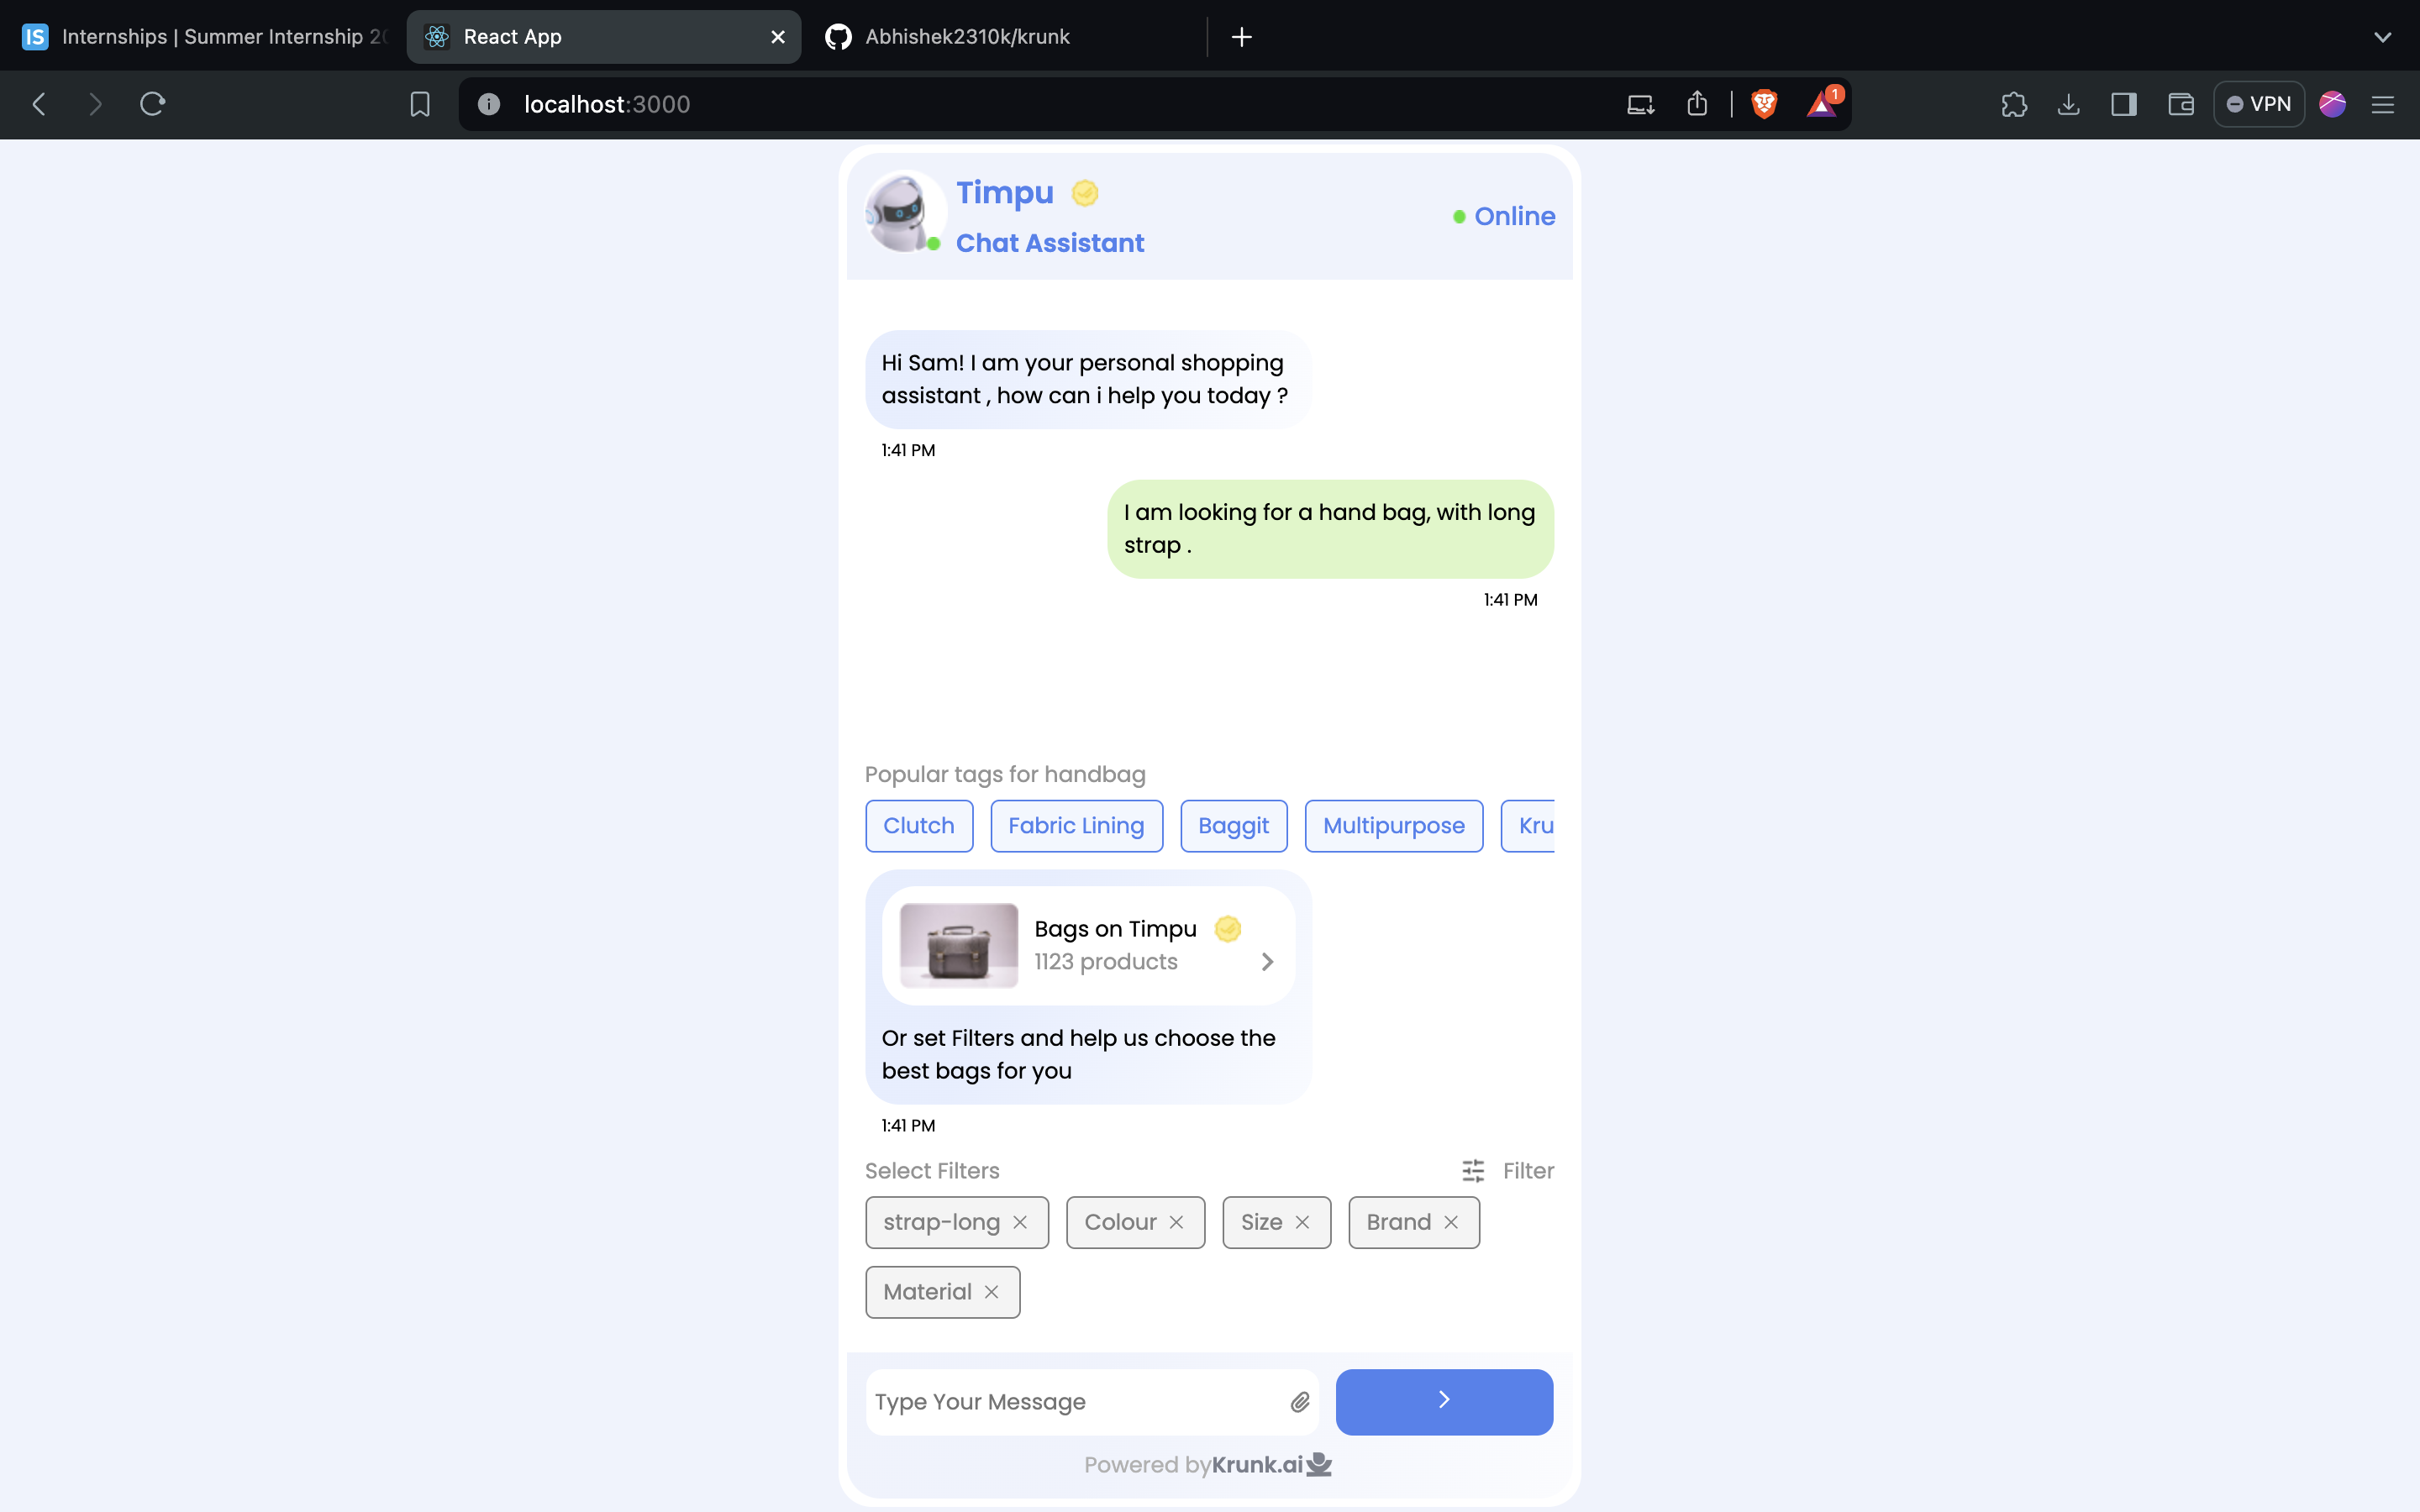 IS Internships | Summer Internship 20
React App
Abhishek2310k/krunk
localhost:3000
1
VPN
Timpu
Chat Assistant
Online
Hi Sam! I am your personal shopping
assistant , how can i help you today ?
1:41 PM
I am looking for a hand bag, with long
strap .
1:41 PM
Popular tags for handbag
Clutch
Fabric Lining
Baggit
Multipurpose
Kru
Bags on Timpu
1123 products
Or set Filters and help us choose the
best bags for you
1:41 PM
Select Filters
Filter
strap-long
Colour
Size
Brand
Material
Type Your Message
Powered byKrunk.ai